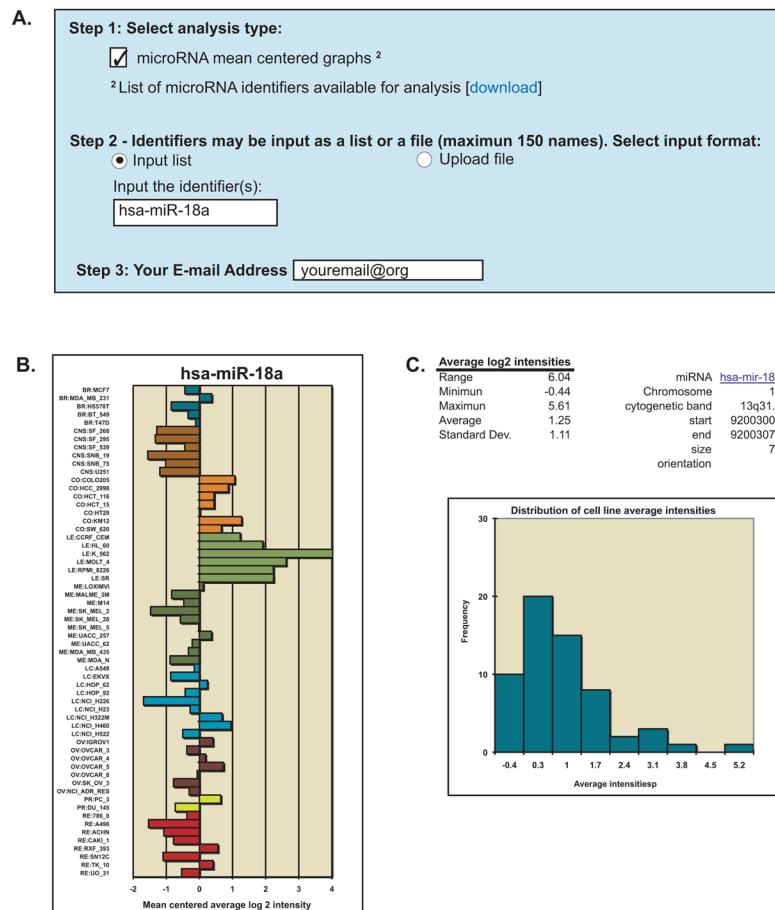 A.
Step 1: Select analysis type:
microRNA mean centered graphs ²
² List of microRNA identifiers available for analysis [download]
Step 2 - Identifiers may be input as a list or a file (maximun 150 names). Select input format:
Input list
Upload file
Input the identifier(s):
hsa-miR-18a
Step 3: Your E-mail Address youremail@org
B.
hsa-miR-18a
BR:MCF7
BR:MDA_MB_231
BR:HS578T
BR:BT_549
BR:T47D
CNS:SF_268
CNS:SF_295
CNS:SF_539
CNS:SNB_19
CNS:SNB_75
CNS:U251
CO:COLO205
CO:HCC_2998
CO:HCT_116
CO:HCT_15
CO:HT29
CO:KM12
CO:SW_620
LE:CCRF_CEM
LE:HL_60
LE:K_562
LE:MOLT_4
LE:RPMI_8226
LE:SR
ME:LOXIMVI
ME:MALME_3M
ME:M14
ME:SK_MEL_2
ME:SK_MEL_28
ME:SK_MEL_5
ME:UACC_257
ME:UACC_62
ME:MDA_MB_435
ME:MDA_N
LC:A549
LC:EKVX
LC:HOP_62
LC:HOP_92
LC:NCI_H226
LC:NCI_H23
LC:NCI_H322M
LC:NCI_H460
LC:NCI_H522
OV:IGROV1
OV:OVCAR_3
OV:OVCAR_4
OV:OVCAR_5
OV:OVCAR_8
OV:SK_OV_3
OV:NCI_ADR_RES
PR:PC_3
PR:DU_145
RE:786_0
RE:A498
RE:ACHN
RE:CAKI_1
RE:RXF_393
RE:SN12C
RE:TK_10
RE:UO_31
-2 -1 0 1 2 3 4
Mean centered average log 2 intensity
C.
Average log2 intensities
Range 6.04
Minimun -0.44
Maximun 5.61
Average 1.25
Standard Dev. 1.11
miRNA hsa-mir-18
Chromosome 1
cytogenetic band 13q31.
start 9200300
end 9200307
size 7
orientation
Distribution of cell line average intensities
Frequency
30
20
10
0
-0.4 0.3 1 1.7 2.4 3.1 3.8 4.5 5.2
Average intensitiesp